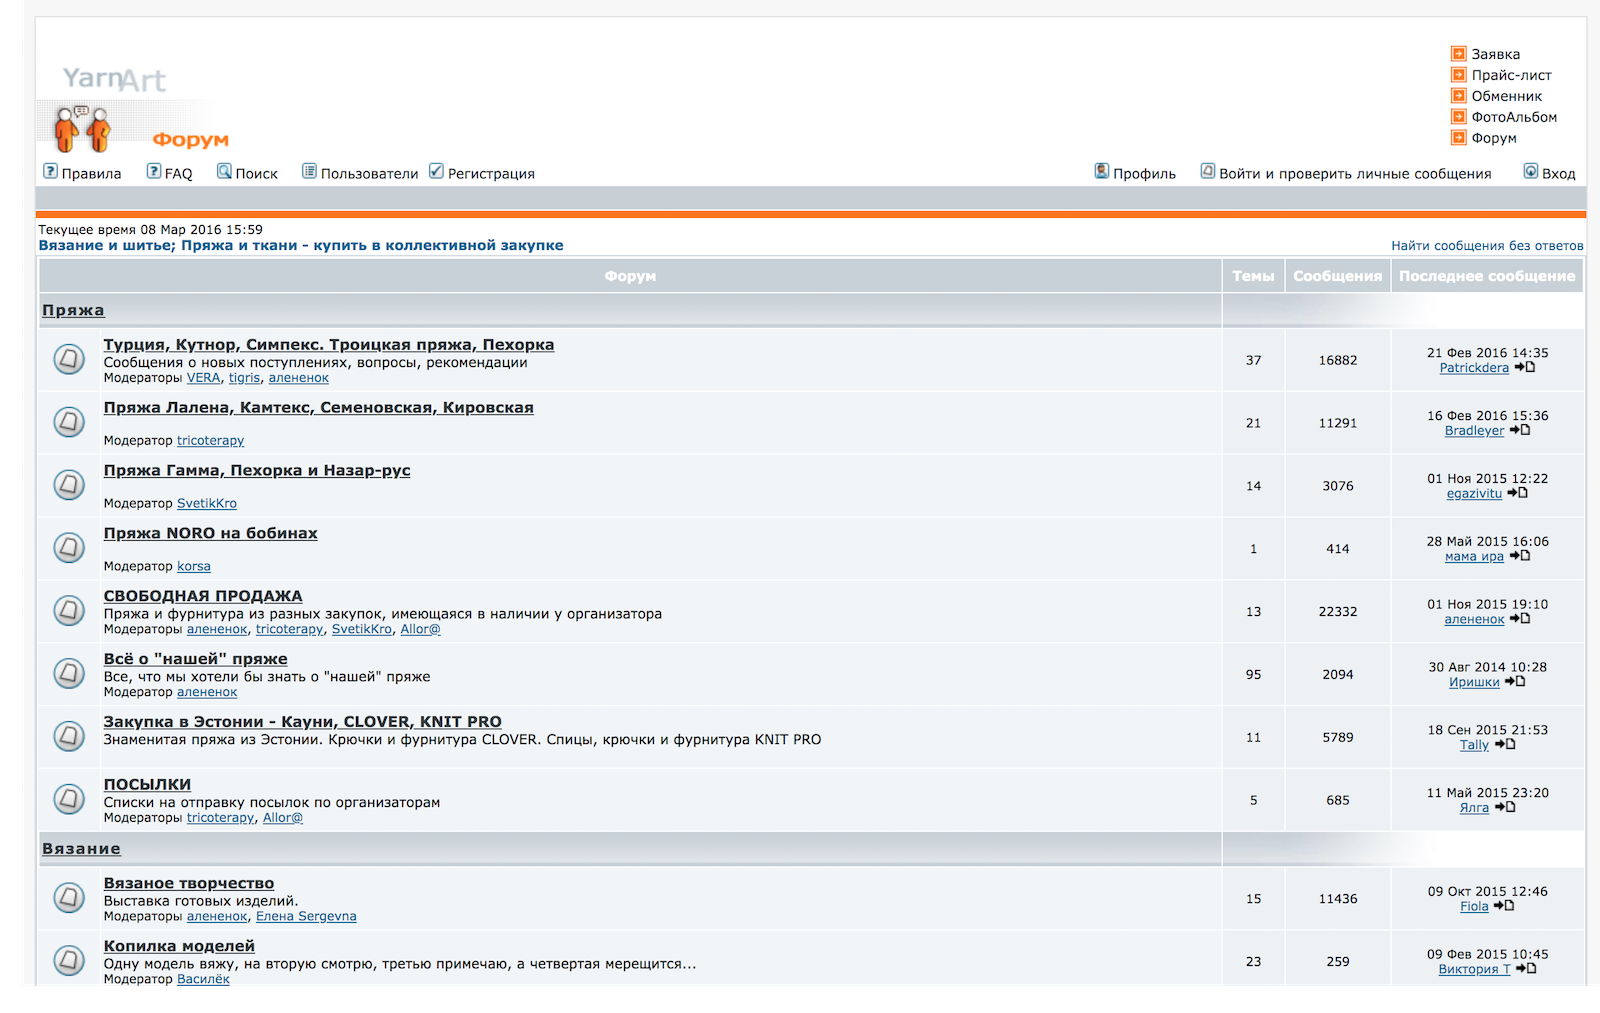 YarnArt
Форум
Заявка
Прайс-лист
Обменник
ФотоАльбом
Форум
Правила FAQ Поиск Пользователи Регистрация Профиль Войти и проверить личные сообщения Вход
Текущее время 08 Мар 2016 15:59
Вязание и шитье; Пряжа и ткани - купить в коллективной закупке Найти сообщения без ответов
Форум Темы Сообщения Последнее сообщение
Пряжа
Турция, Кутнор, Симпекс. Троицкая пряжа, Пехорка
Сообщения о новых поступлениях, вопросы, рекомендации
Модераторы VERA, tigris, алененок
37 16882 21 Фев 2016 14:35
Patrickdera
Пряжа Лалена, Камтекс, Семеновская, Кировская
Модератор tricoterapy
21 11291 16 Фев 2016 15:36
Bradleyer
Пряжа Гамма, Пехорка и Назар-рус
Модератор SvetikKro
14 3076 01 Ноя 2015 12:22
egazivitu
Пряжа NORO на бобинах
Модератор korsa
1 414 28 Май 2015 16:06
мама ира
СВОБОДНАЯ ПРОДАЖА
Пряжа и фурнитура из разных закупок, имеющаяся в наличии у организатора
Модераторы алененок, tricoterapy, SvetikKro, Allor@
13 22332 01 Ноя 2015 19:10
алененок
Всё о "нашей" пряже
Все, что мы хотели бы знать о "нашей" пряже
Модератор алененок
95 2094 30 Авг 2014 10:28
Иришки
Закупка в Эстонии - Кауни, CLOVER, KNIT PRO
Знаменитая пряжа из Эстонии. Крючки и фурнитура CLOVER. Спицы, крючки и фурнитура KNIT PRO
11 5789 18 Сен 2015 21:53
Tally
ПОСЫЛКИ
Списки на отправку посылок по организаторам
Модераторы tricoterapy, Allor@
5 685 11 Май 2015 23:20
Ялга
Вязание
Вязаное творчество
Выставка готовых изделий.
Модераторы алененок, Елена Sergevna
15 11436 09 Окт 2015 12:46
Fiola
Копилка моделей
Одну модель вяжу, на вторую смотрю, третью примечаю, а четвертая мерещится...
Модератор Василёк
23 259 09 Фев 2015 10:45
Виктория Т